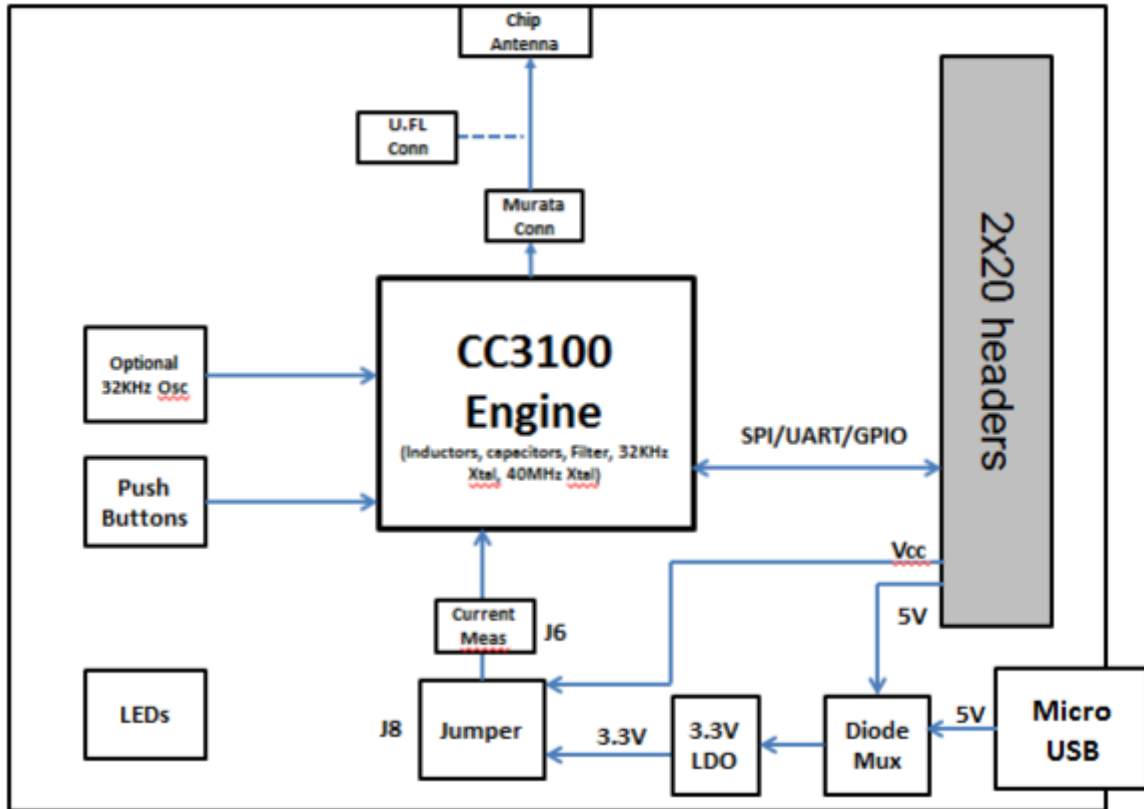 Chip
Antenna
U.FL
Conn
Murata
Conn
CC3100
Engine
(Inductors, capacitors, Filter, 32KHz
Xtal, 40MHz Xtal)
Optional
32KHz Osc
Push
Buttons
LEDs
SPI/UART/GPIO
2x20 headers
Vcc
5V
Current
Meas
J6
J8
Jumper
3.3V
3.3V
LDO
Diode
Mux
5V
Micro
USB